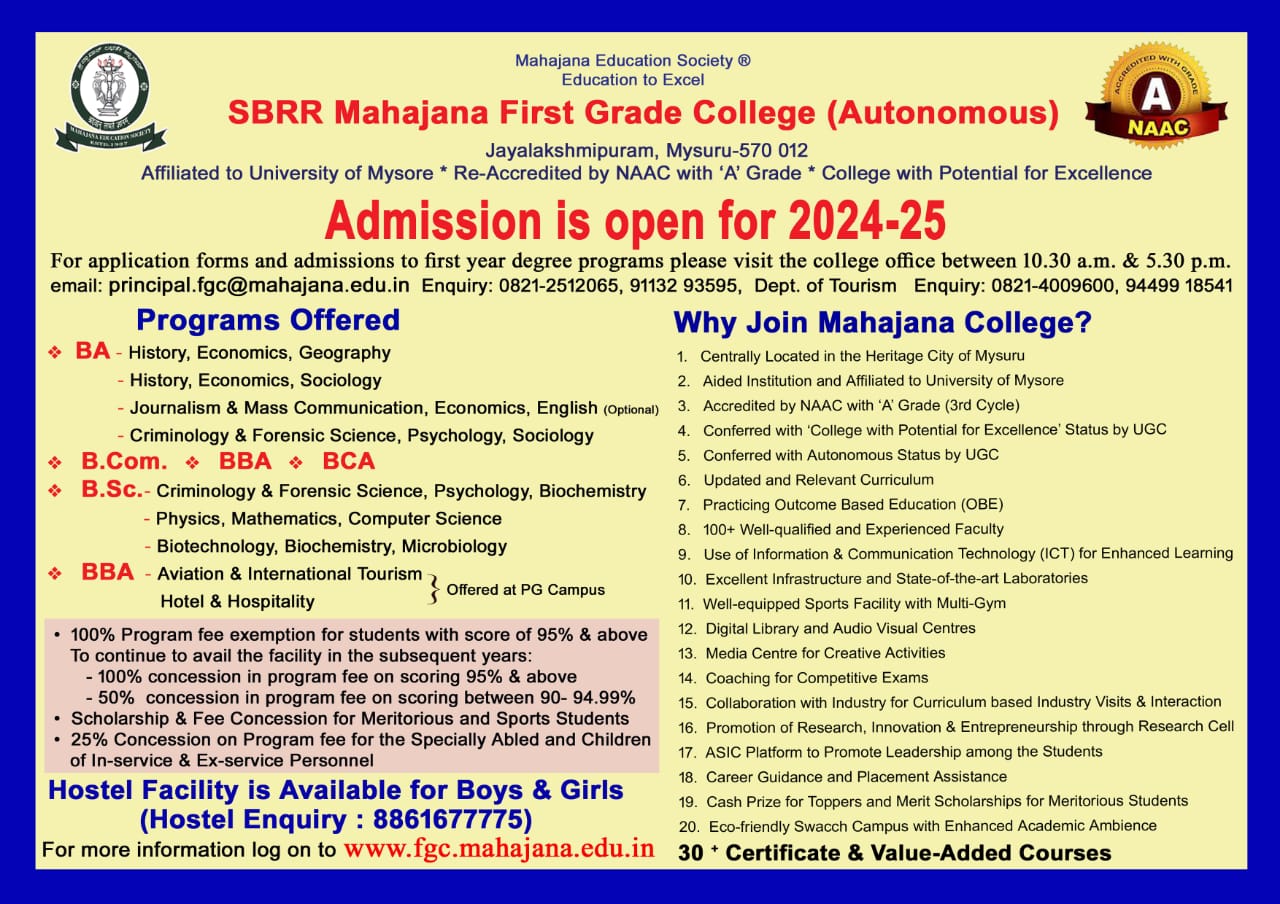 Mahajana Education Society ®
Education to Excel
SBRR Mahajana First Grade College (Autonomous)
Jayalakshmipuram, Mysuru-570 012
Affiliated to University of Mysore * Re-Accredited by NAAC with ‘A’ Grade * College with Potential for Excellence
MAHAJANA EDUCATION SOCIETY
ACCREDITED WITH GRADE
A
NAAC
Admission is open for 2024-25
For application forms and admissions to first year degree programs please visit the college office between 10.30 a.m. & 5.30 p.m.
email: principal.fgc@mahajana.edu.in Enquiry: 0821-2512065, 91132 93595, Dept. of Tourism Enquiry: 0821-4009600, 94499 18541
Programs Offered
❖ BA - History, Economics, Geography
- History, Economics, Sociology
- Journalism & Mass Communication, Economics, English (Optional)
- Criminology & Forensic Science, Psychology, Sociology
❖ B.Com. ❖ BBA ❖ BCA
❖ B.Sc.- Criminology & Forensic Science, Psychology, Biochemistry
- Physics, Mathematics, Computer Science
- Biotechnology, Biochemistry, Microbiology
❖ BBA - Aviation & International Tourism
Hotel & Hospitality
} Offered at PG Campus
• 100% Program fee exemption for students with score of 95% & above
To continue to avail the facility in the subsequent years:
- 100% concession in program fee on scoring 95% & above
- 50% concession in program fee on scoring between 90- 94.99%
• Scholarship & Fee Concession for Meritorious and Sports Students
• 25% Concession on Program fee for the Specially Abled and Children
of In-service & Ex-service Personnel
Hostel Facility is Available for Boys & Girls
(Hostel Enquiry : 8861677775)
For more information log on to www.fgc.mahajana.edu.in
Why Join Mahajana College?
1. Centrally Located in the Heritage City of Mysuru
2. Aided Institution and Affiliated to University of Mysore
3. Accredited by NAAC with ‘A’ Grade (3rd Cycle)
4. Conferred with ‘College with Potential for Excellence’ Status by UGC
5. Conferred with Autonomous Status by UGC
6. Updated and Relevant Curriculum
7. Practicing Outcome Based Education (OBE)
8. 100+ Well-qualified and Experienced Faculty
9. Use of Information & Communication Technology (ICT) for Enhanced Learning
10. Excellent Infrastructure and State-of-the-art Laboratories
11. Well-equipped Sports Facility with Multi-Gym
12. Digital Library and Audio Visual Centres
13. Media Centre for Creative Activities
14. Coaching for Competitive Exams
15. Collaboration with Industry for Curriculum based Industry Visits & Interaction
16. Promotion of Research, Innovation & Entrepreneurship through Research Cell
17. ASIC Platform to Promote Leadership among the Students
18. Career Guidance and Placement Assistance
19. Cash Prize for Toppers and Merit Scholarships for Meritorious Students
20. Eco-friendly Swacch Campus with Enhanced Academic Ambience
30 + Certificate & Value-Added Courses